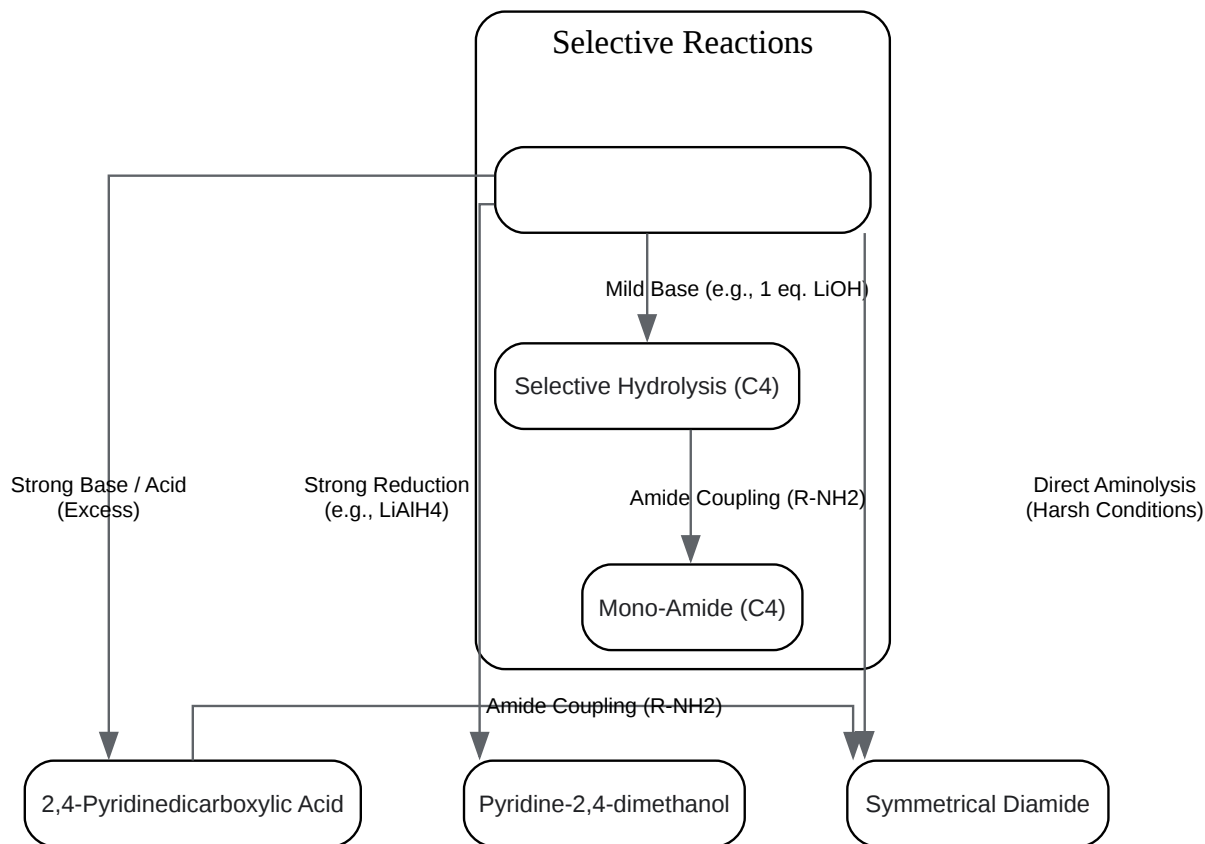 Selective Reactions
Mild Base (e.g., 1 eq. LiOH)
Selective Hydrolysis (C4)
Strong Base / Acid
(Excess)
Strong Reduction
(e.g., LiAlH4)
Amide Coupling (R-NH2)
Direct Aminolysis
(Harsh Conditions)
Mono-Amide (C4)
Amide Coupling (R-NH2)
2,4-Pyridinedicarboxylic Acid
Pyridine-2,4-dimethanol
Symmetrical Diamide